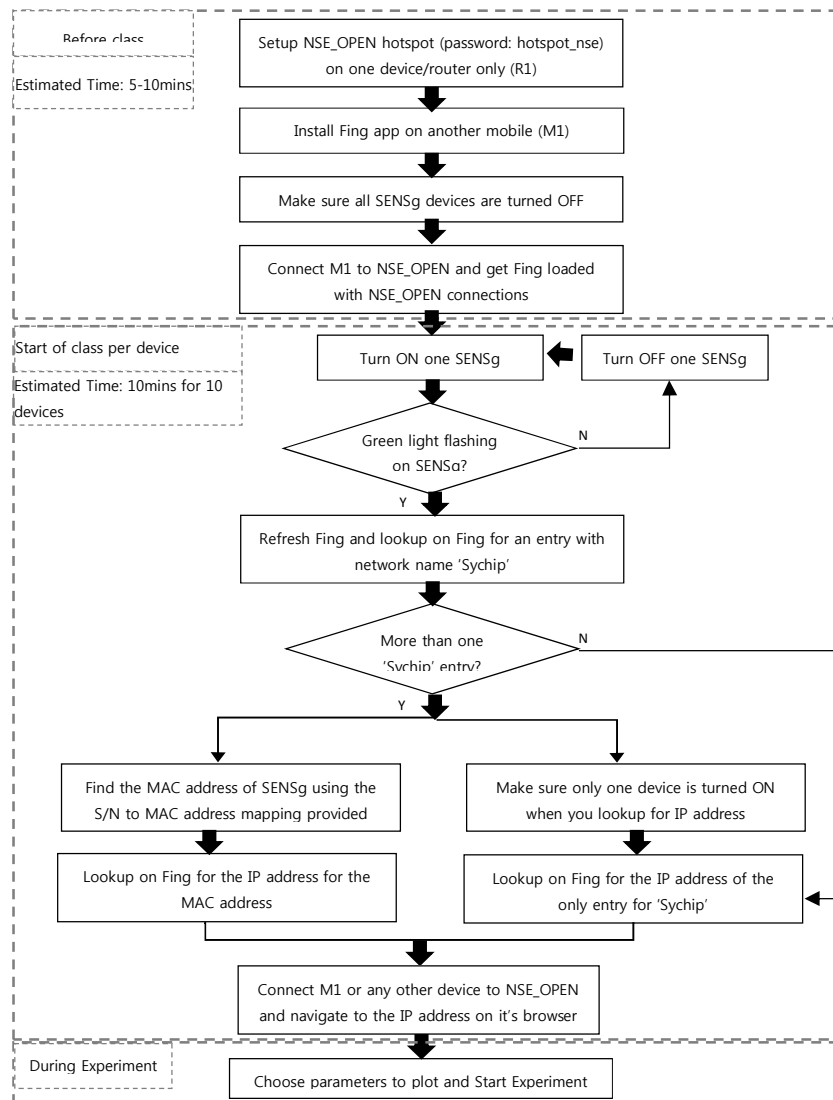 Before class
Estimated Time: 5-10mins
Setup NSE_OPEN hotspot (password: hotspot_nse)
on one device/router only (R1)
Install Fing app on another mobile (M1)
Make sure all SENSg devices are turned OFF
Connect M1 to NSE_OPEN and get Fing loaded
with NSE_OPEN connections
Start of class per device
Estimated Time: 10mins for 10
devices
Turn ON one SENSg
Turn OFF one SENSg
Green light flashing
on SENSg?
N
Y
Refresh Fing and lookup on Fing for an entry with
network name ‘Sychip’
More than one
‘Sychip’ entry?
N
Y
Find the MAC address of SENSg using the
S/N to MAC address mapping provided
Make sure only one device is turned ON
when you lookup for IP address
Lookup on Fing for the IP address for the
MAC address
Lookup on Fing for the IP address of the
only entry for ‘Sychip’
Connect M1 or any other device to NSE_OPEN
and navigate to the IP address on it’s browser
During Experiment
Choose parameters to plot and Start Experiment